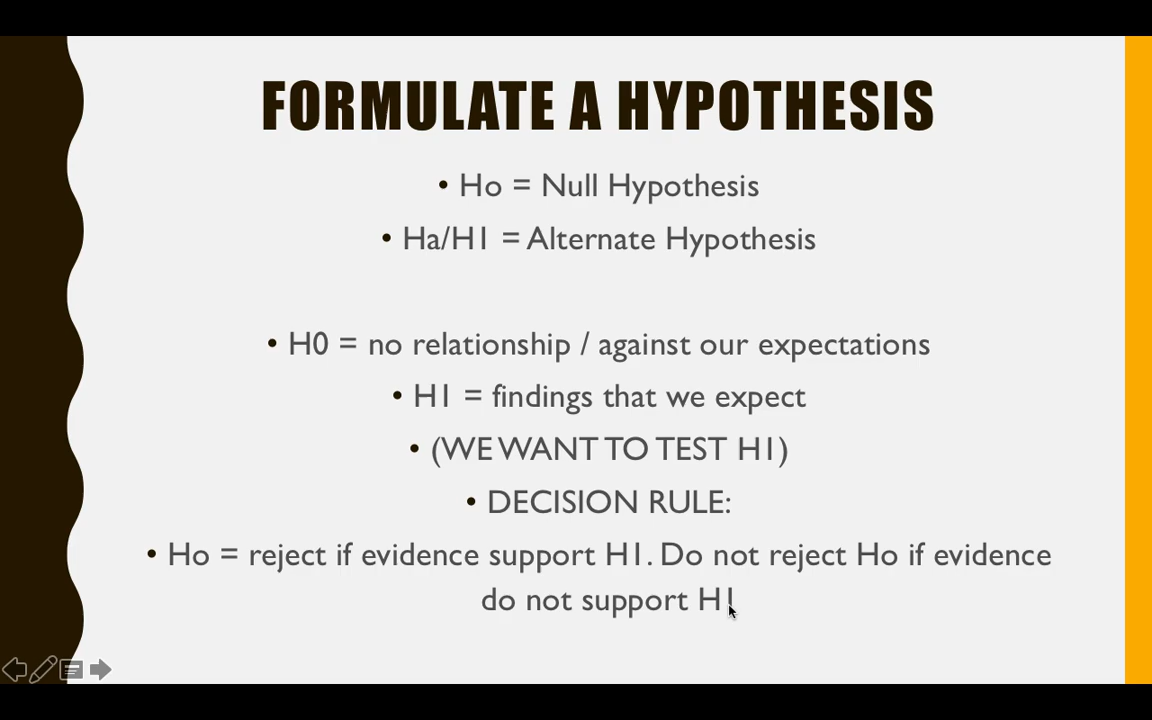 FORMULATE A HYPOTHESIS
• Ho = Null Hypothesis
• Ha/H1 = Alternate Hypothesis
• H0 = no relationship / against our expectations
• H1 = findings that we expect
• (WE WANT TO TEST H1)
• DECISION RULE:
• Ho = reject if evidence support H1. Do not reject Ho if evidence
do not support H1